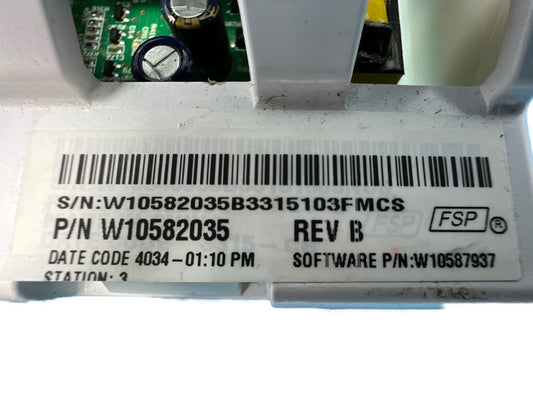 S/N:W10582035B3315103FMCS
P/N W10582035 REV B FSP ®
DATE CODE 4034-01:10 PM SOFTWARE P/N:W10587937
STATION: 3